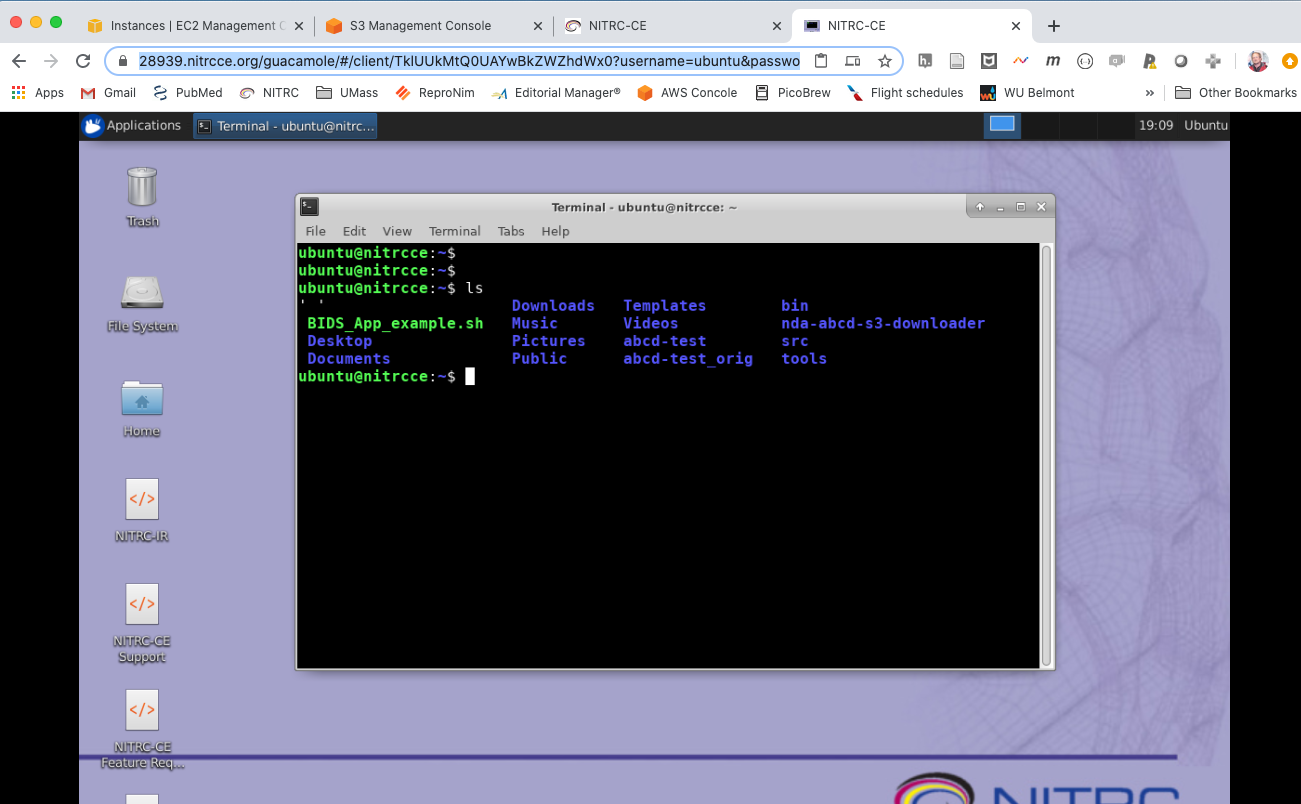 Instances | EC2 Management C
S3 Management Console
NITRC-CE
NITRC-CE
28939.nitrcce.org/guacamole/#/client/TklUUkMtQ0UAYwBkZWZhdWx0?username=ubuntu&passwo
Apps Gmail PubMed NITRC UMass ReproNim Editorial Manager® AWS Concole PicoBrew Flight schedules WU Belmont » Other Bookmarks
Applications Terminal - ubuntu@nitrc... 19:09 Ubuntu
Trash
File System
Home
NITRC-IR
NITRC-CE
Support
NITRC-CE
Feature Req...
Terminal - ubuntu@nitrcce: ~
File Edit View Terminal Tabs Help
ubuntu@nitrcce:~$
ubuntu@nitrcce:~$
ubuntu@nitrcce:~$ ls
' ' Downloads Templates bin
BIDS_App_example.sh Music Videos nda-abcd-s3-downloader
Desktop Pictures abcd-test src
Documents Public abcd-test_orig tools
ubuntu@nitrcce:~$
NITRC